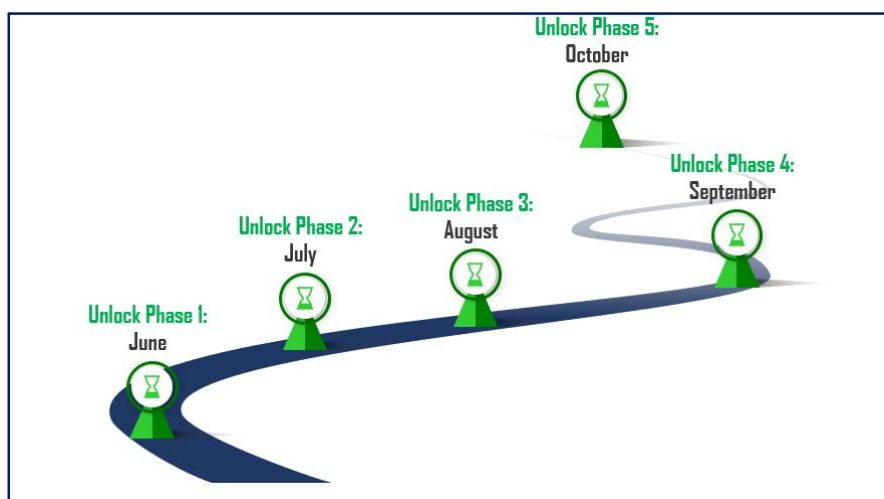 Unlock Phase 5:
October
Unlock Phase 4:
September
Unlock Phase 3:
August
Unlock Phase 2:
July
Unlock Phase 1:
June